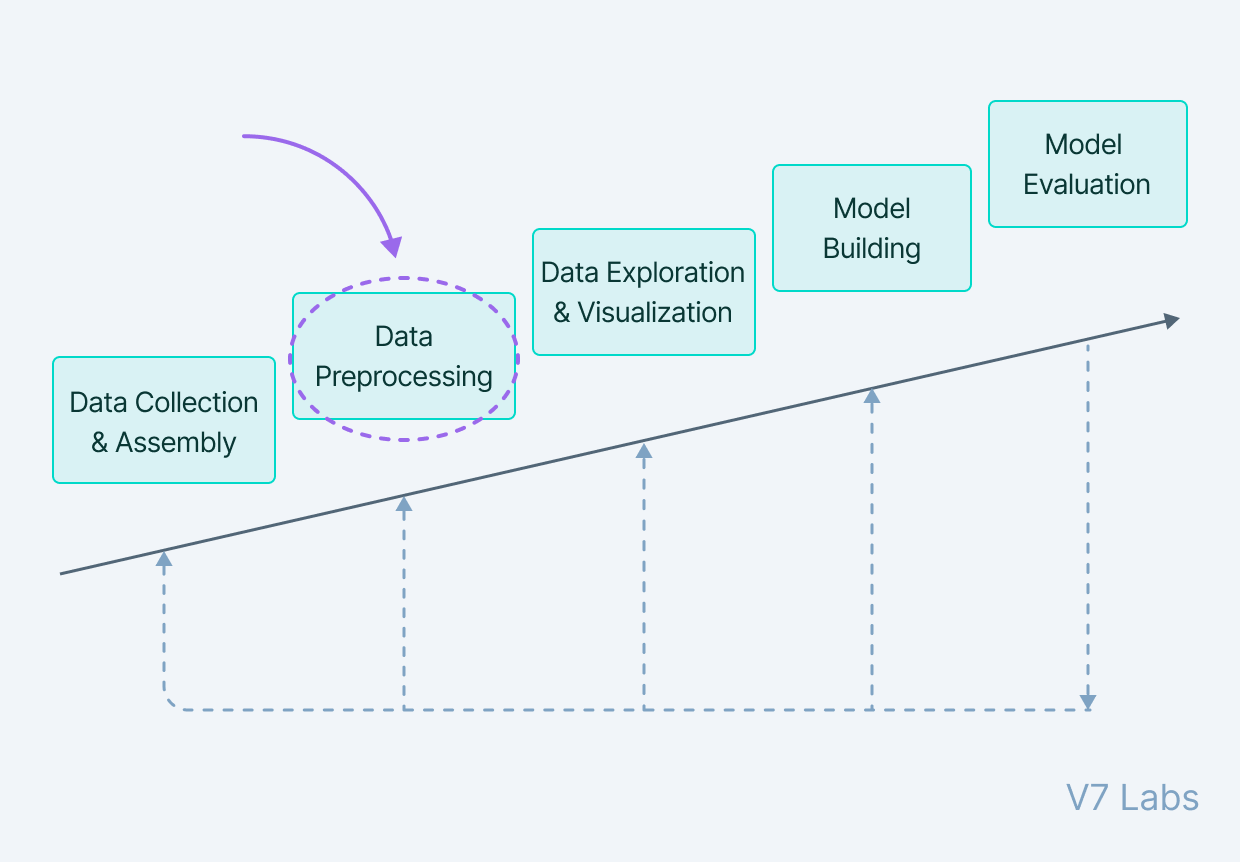 Data Collection
& Assembly
Data
Preprocessing
Data Exploration
& Visualization
Model
Building
Model
Evaluation
V7 Labs